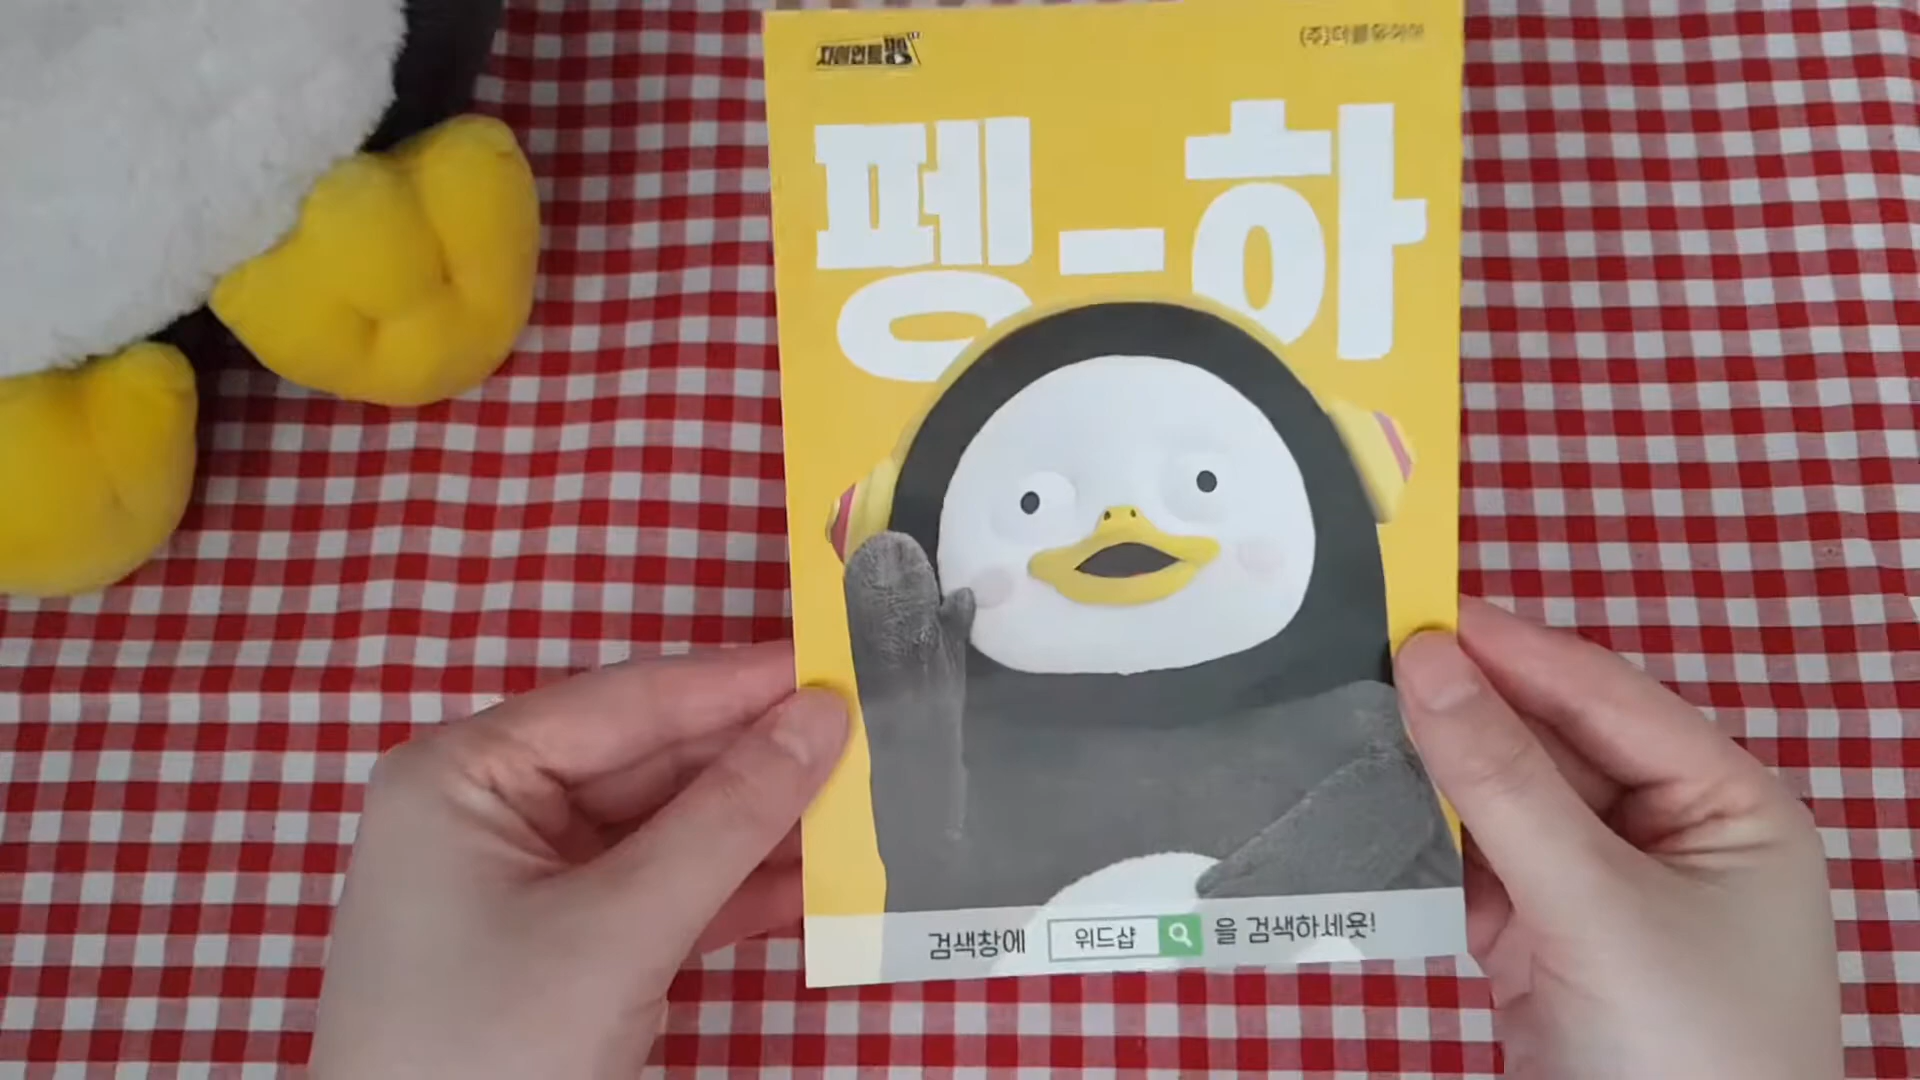 자이언트펭TV
펭-하
검색창에 위드샵 을 검색하세욧!